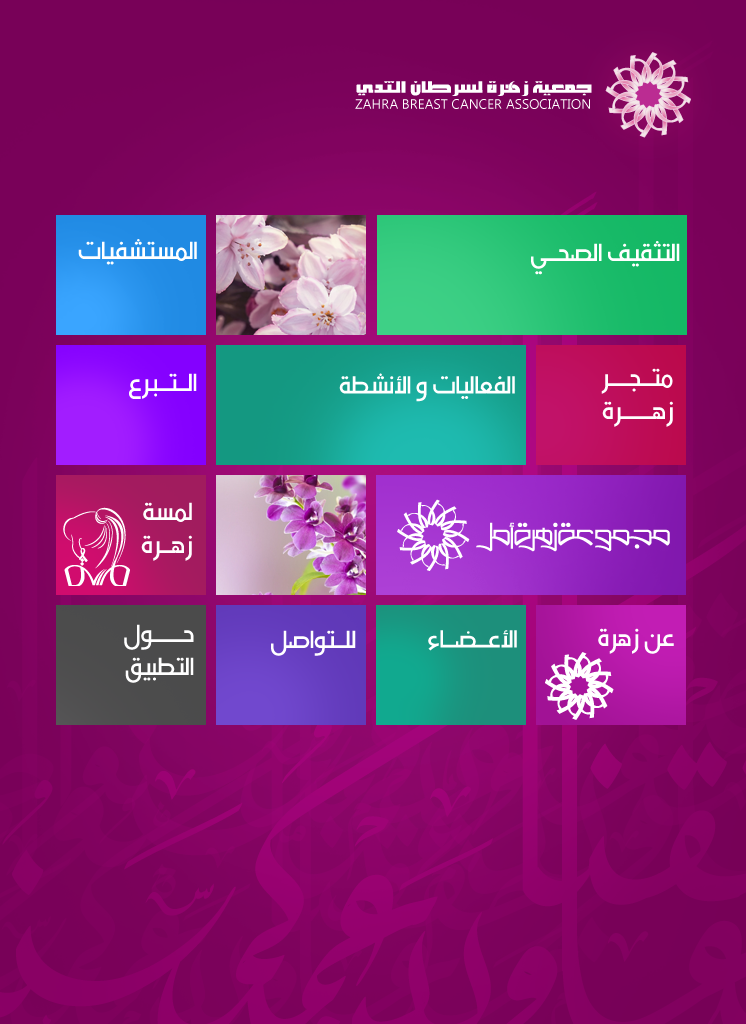 جمعية زهرة لسرطان الثدي
ZAHRA BREAST CANCER ASSOCIATION
التثقيف الصحي
المستشفيات
متجر
زهرة
الفعاليات و الأنشطة
التبرع
مجموعة زهرة أمل
لمسة
زهرة
عن زهرة
الأعضاء
للتواصل
حول
التطبيق